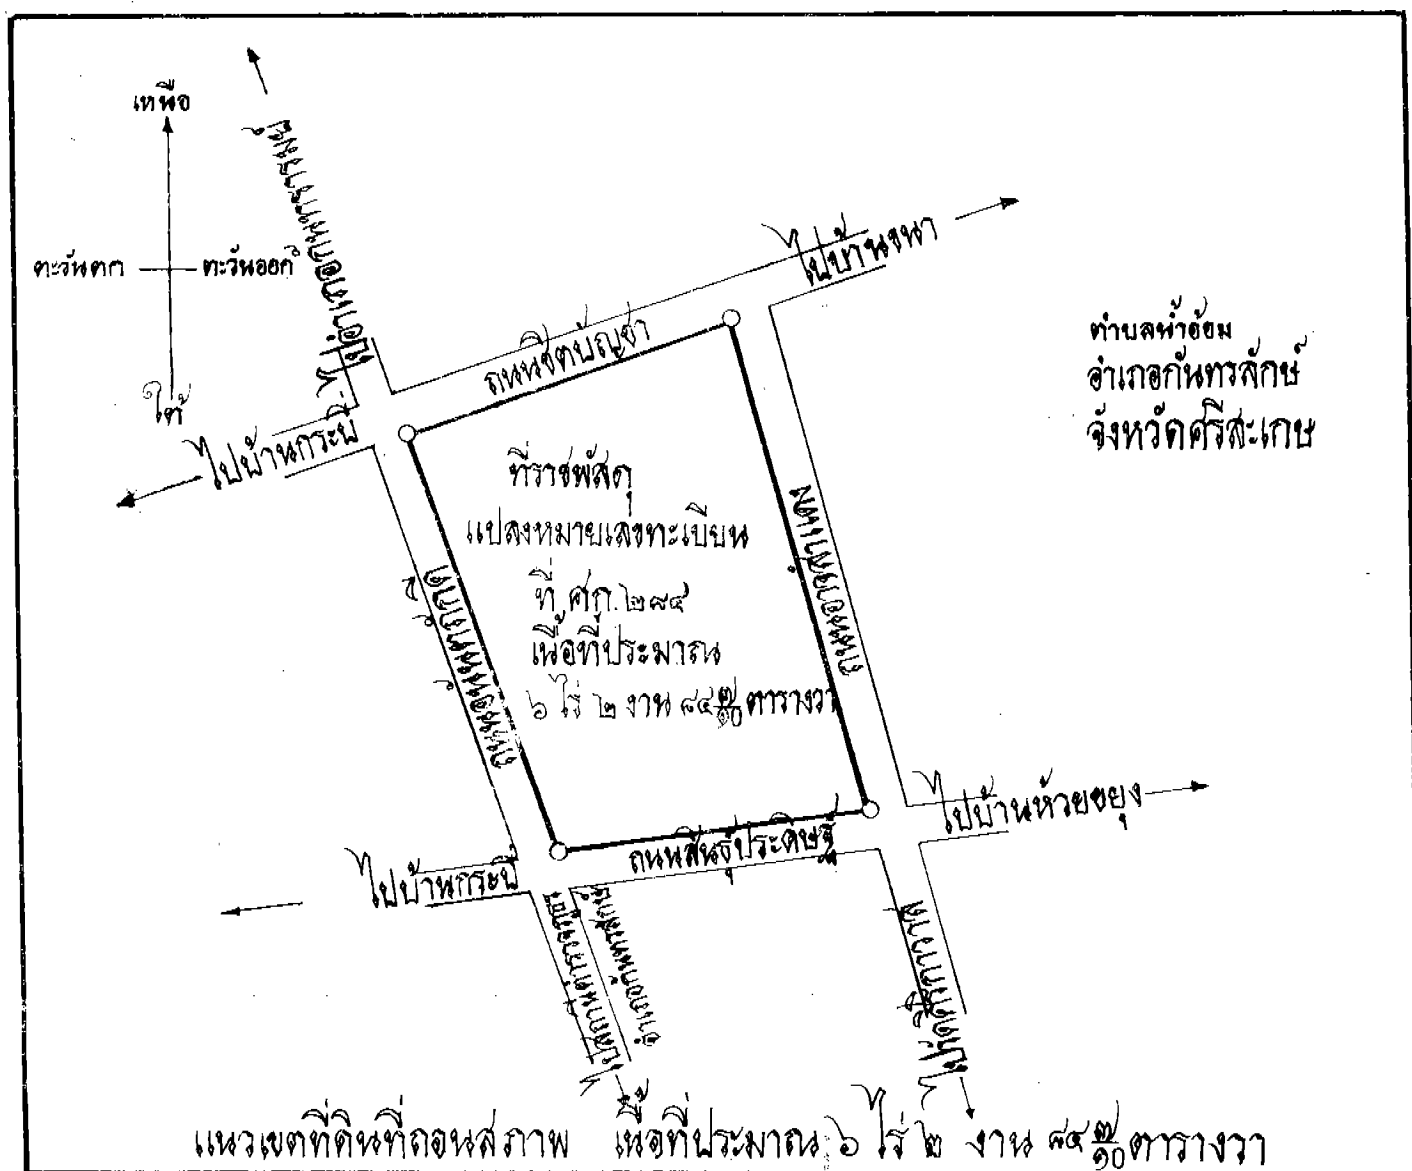 เหนือ
ตะวันตก
ตะวันออก
ใต้
ไปอำเภอกันทรารมย์
ไปบ้านขนา
ถนนชิตบัญชา
ไปบ้านกระบี่
ตำบลน้ำอ้อม
อำเภอกันทรลักษ์
จังหวัดศรีสะเกษ
ที่ราชพัสดุ
แปลงหมายเลขทะเบียน
ที่ ศก.๒๘๔
เนื้อที่ประมาณ
๖ ไร่ ๒ งาน ๘๔ ๗/๑๐ ตารางวา
ไปบ้านห้วยขยุง
ถนนสินธุ์ประดิษฐ์
ไปบ้านกระบี่
แนวเขตที่ดินที่ถอนสภาพ เนื้อที่ประมาณ ๖ ไร่ ๒ งาน ๘๔ ๗/๑๐ ตารางวา